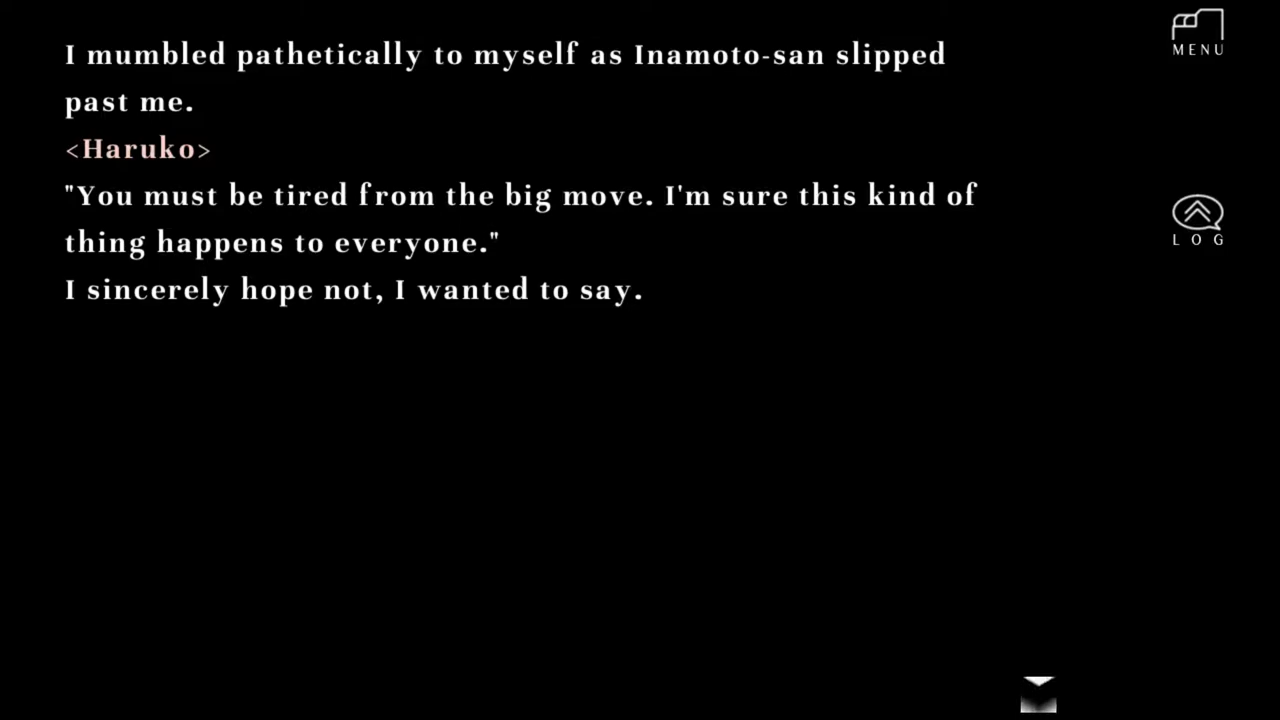 I mumbled pathetically to myself as Inamoto-san slipped
past me.
<Haruko>
"You must be tired from the big move. I'm sure this kind of
thing happens to everyone."
I sincerely hope not, I wanted to say.
MENU
LOG